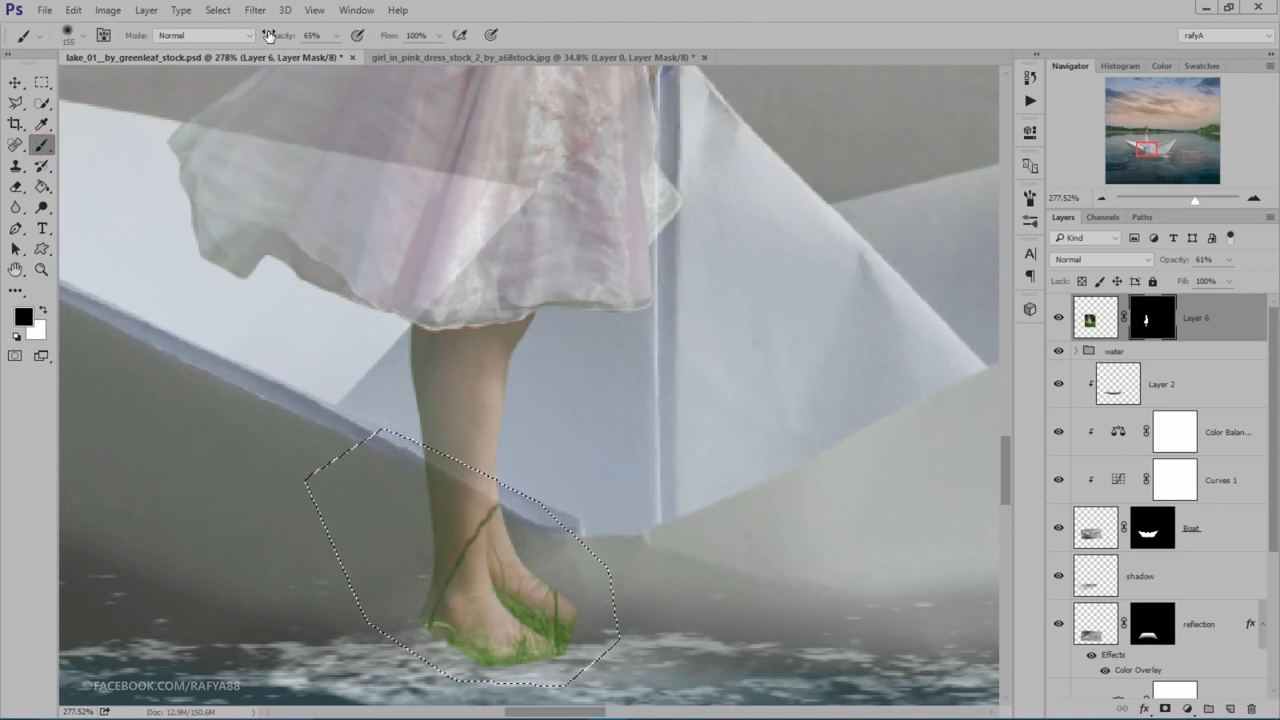 Ps File Edit Image Layer Type Select Filter 3D View Window Help
155 Mode: Normal Opacity: 65% Flow: 100% rafyA
lake_01__by_greenleaf_stock.psd @ 278% (Layer 6, Layer Mask/8) * girl_in_pink_dress_stock_2_by_a68stock.jpg @ 34.8% (Layer 0, Layer Mask/8) *
Navigator Histogram Color Swatches
277.52%
Layers Channels Paths
Kind
Normal Opacity: 61%
Lock: Fill: 100%
Layer 6
water
Layer 2
Color Balan...
Curves 1
Boat
shadow
reflection fx
Effects
Color Overlay
©FACEBOOK.COM/RAFYA88
277.52% Doc: 12.9M/150.6M
fx